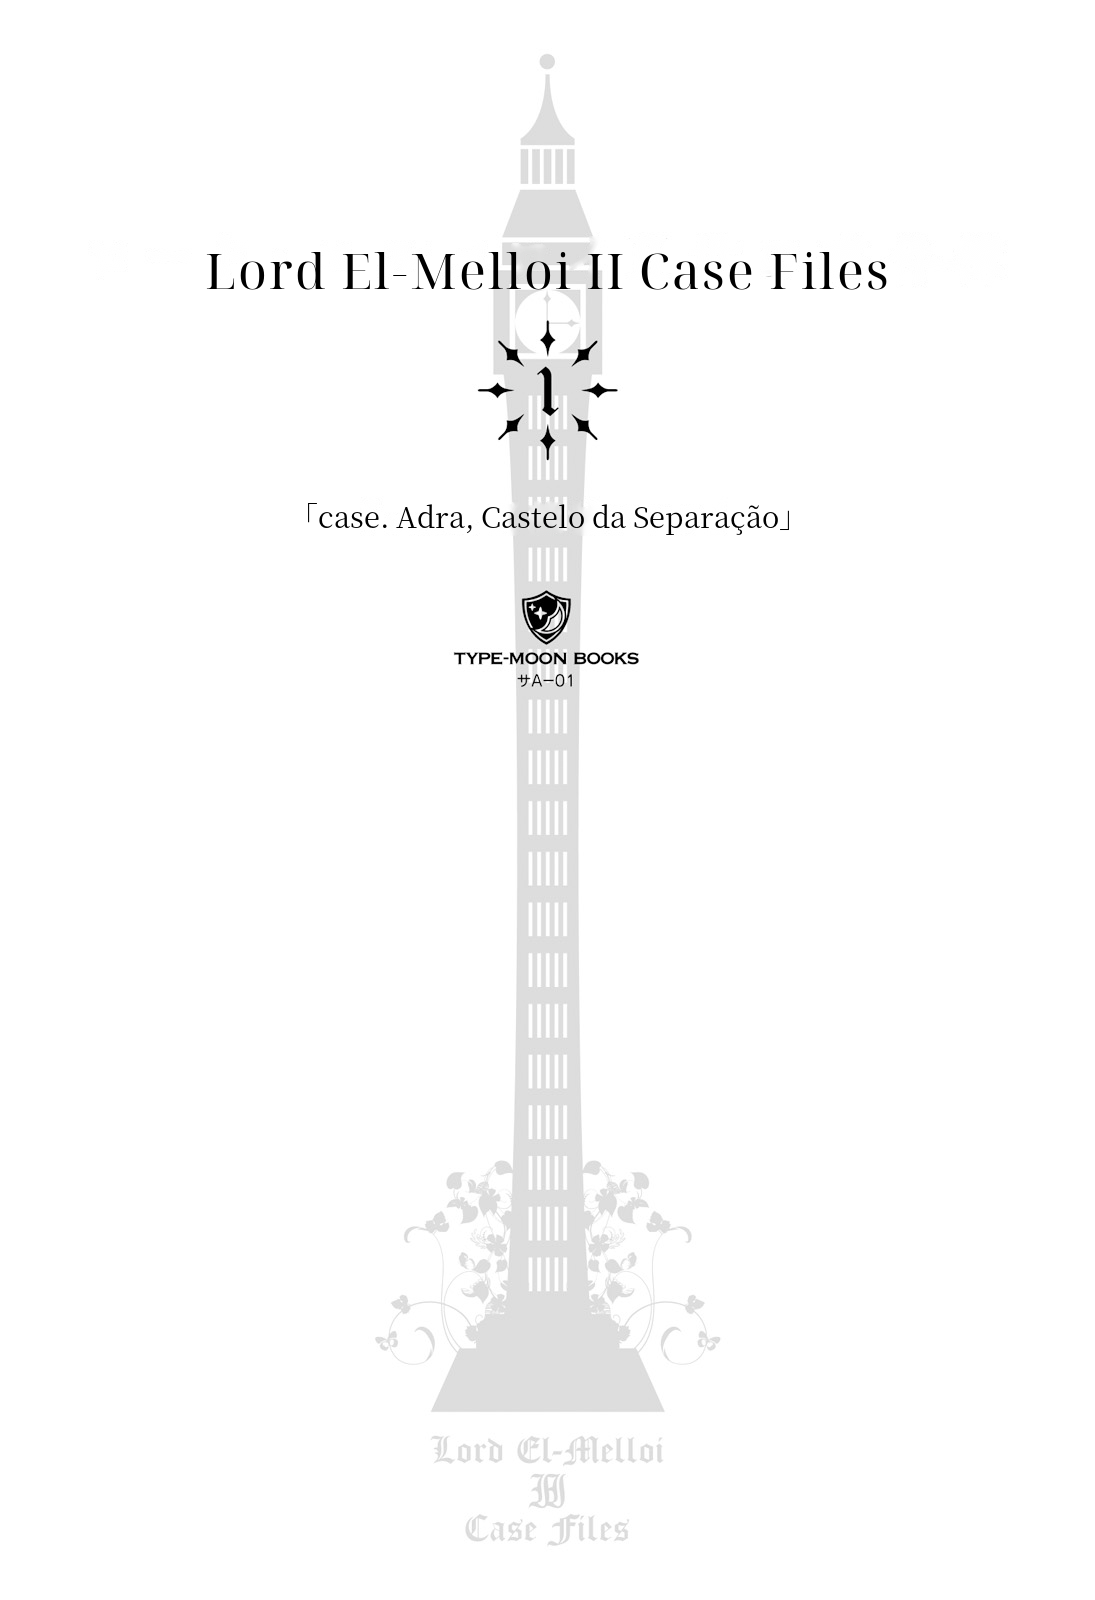 Lord El-Melloi II Case Files
1
「case. Adra, Castelo da Separação」
TYPE-MOON BOOKS
サA-01
Lord El-Melloi
II
Case Files